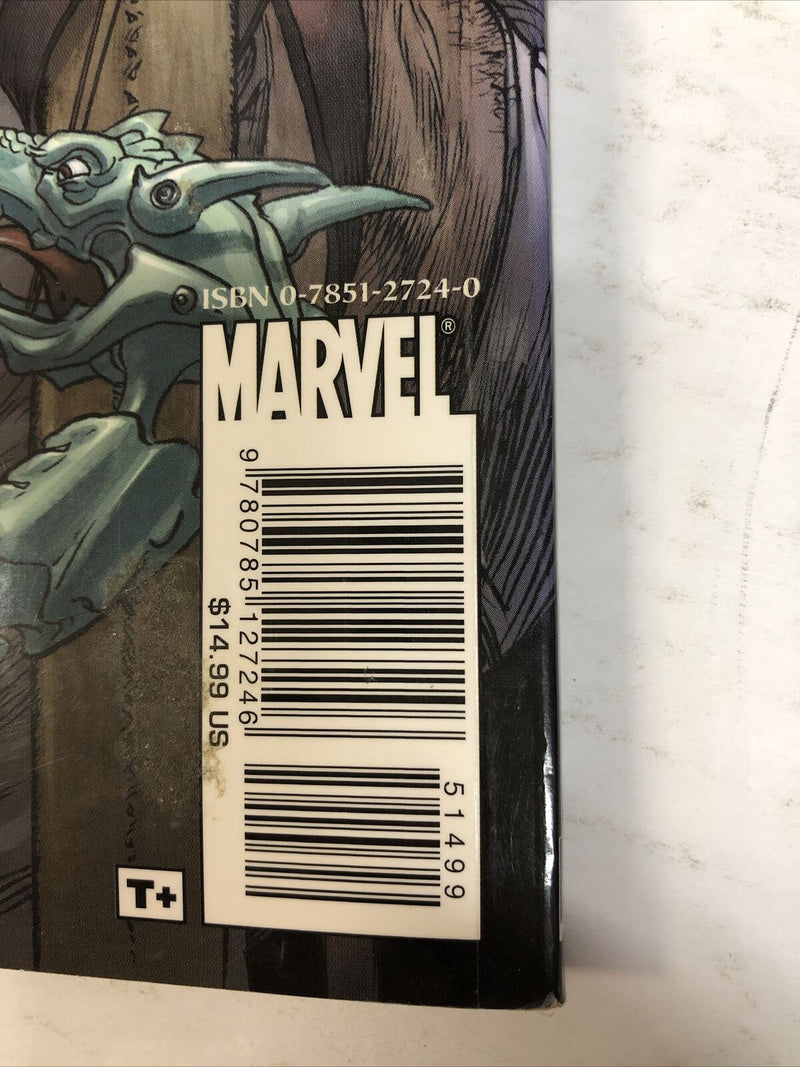 ISBN 0-7851-2724-0
MARVEL®
9 780785 127246
$14.99 US
51499
T+